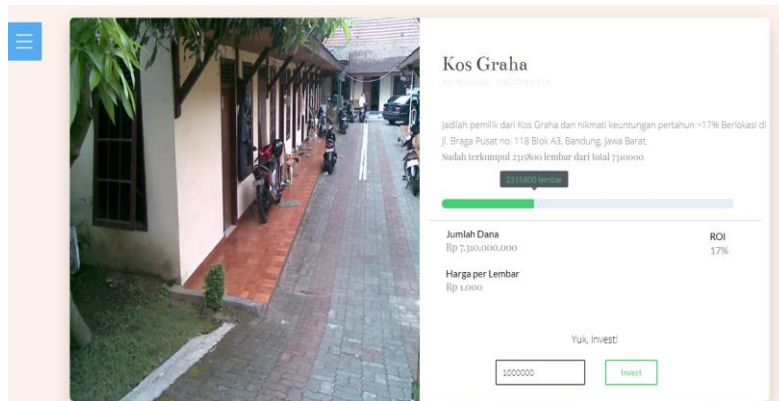 Kos Graha
BANDUNG, INDONESIA
Jadilah pemilik dari Kos Graha dan nikmati keuntungan pertahun ~17% Berlokasi di
Jl. Braga Pusat no. 118 Blok A3, Bandung, Jawa Barat.
Sudah terkumpul 2315800 lembar dari total 7310000
2315800 lembar
Jumlah Dana
ROI
Rp 7.310.000.000
17%
Harga per Lembar
Rp 1.000
Yuk, Invest!
1000000
Invest